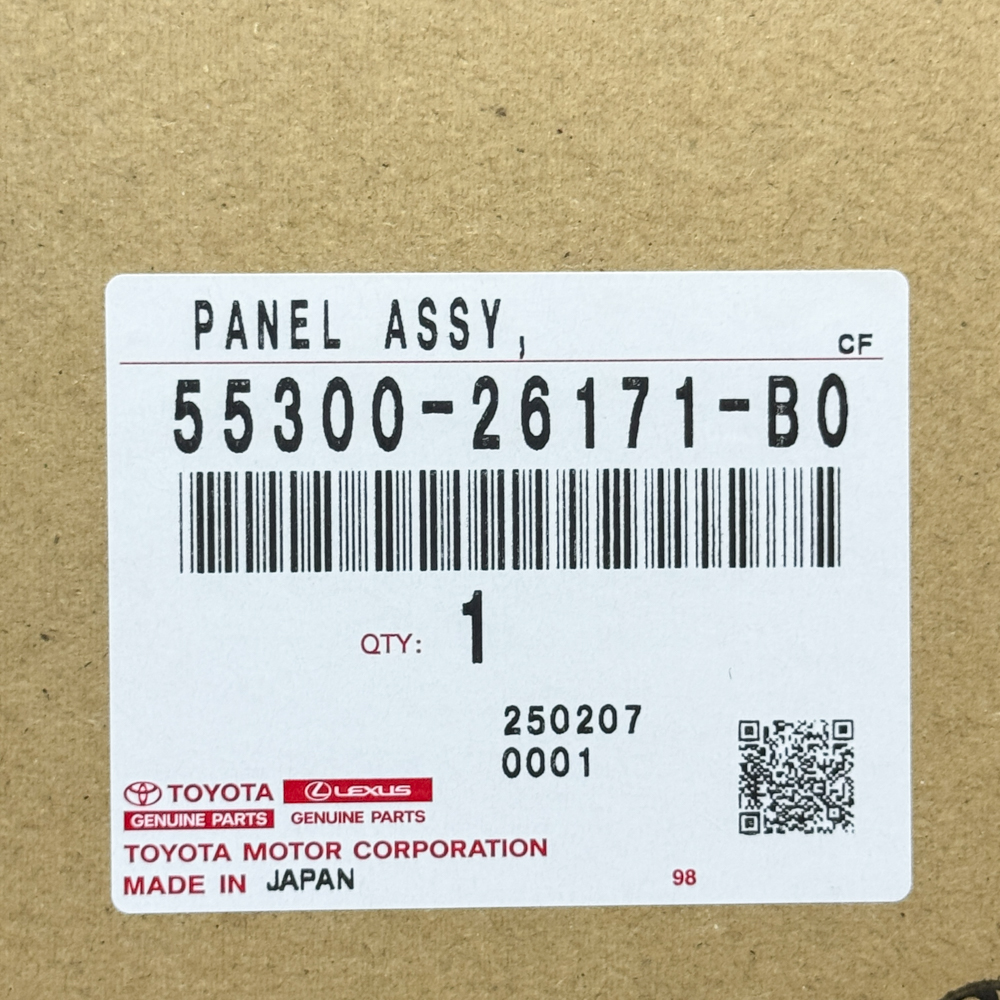 PANEL ASSY,
CF
55300-26171-B0
QTY: 1
250207
0001
TOYOTA LEXUS
GENUINE PARTS GENUINE PARTS
TOYOTA MOTOR CORPORATION
MADE IN JAPAN
98